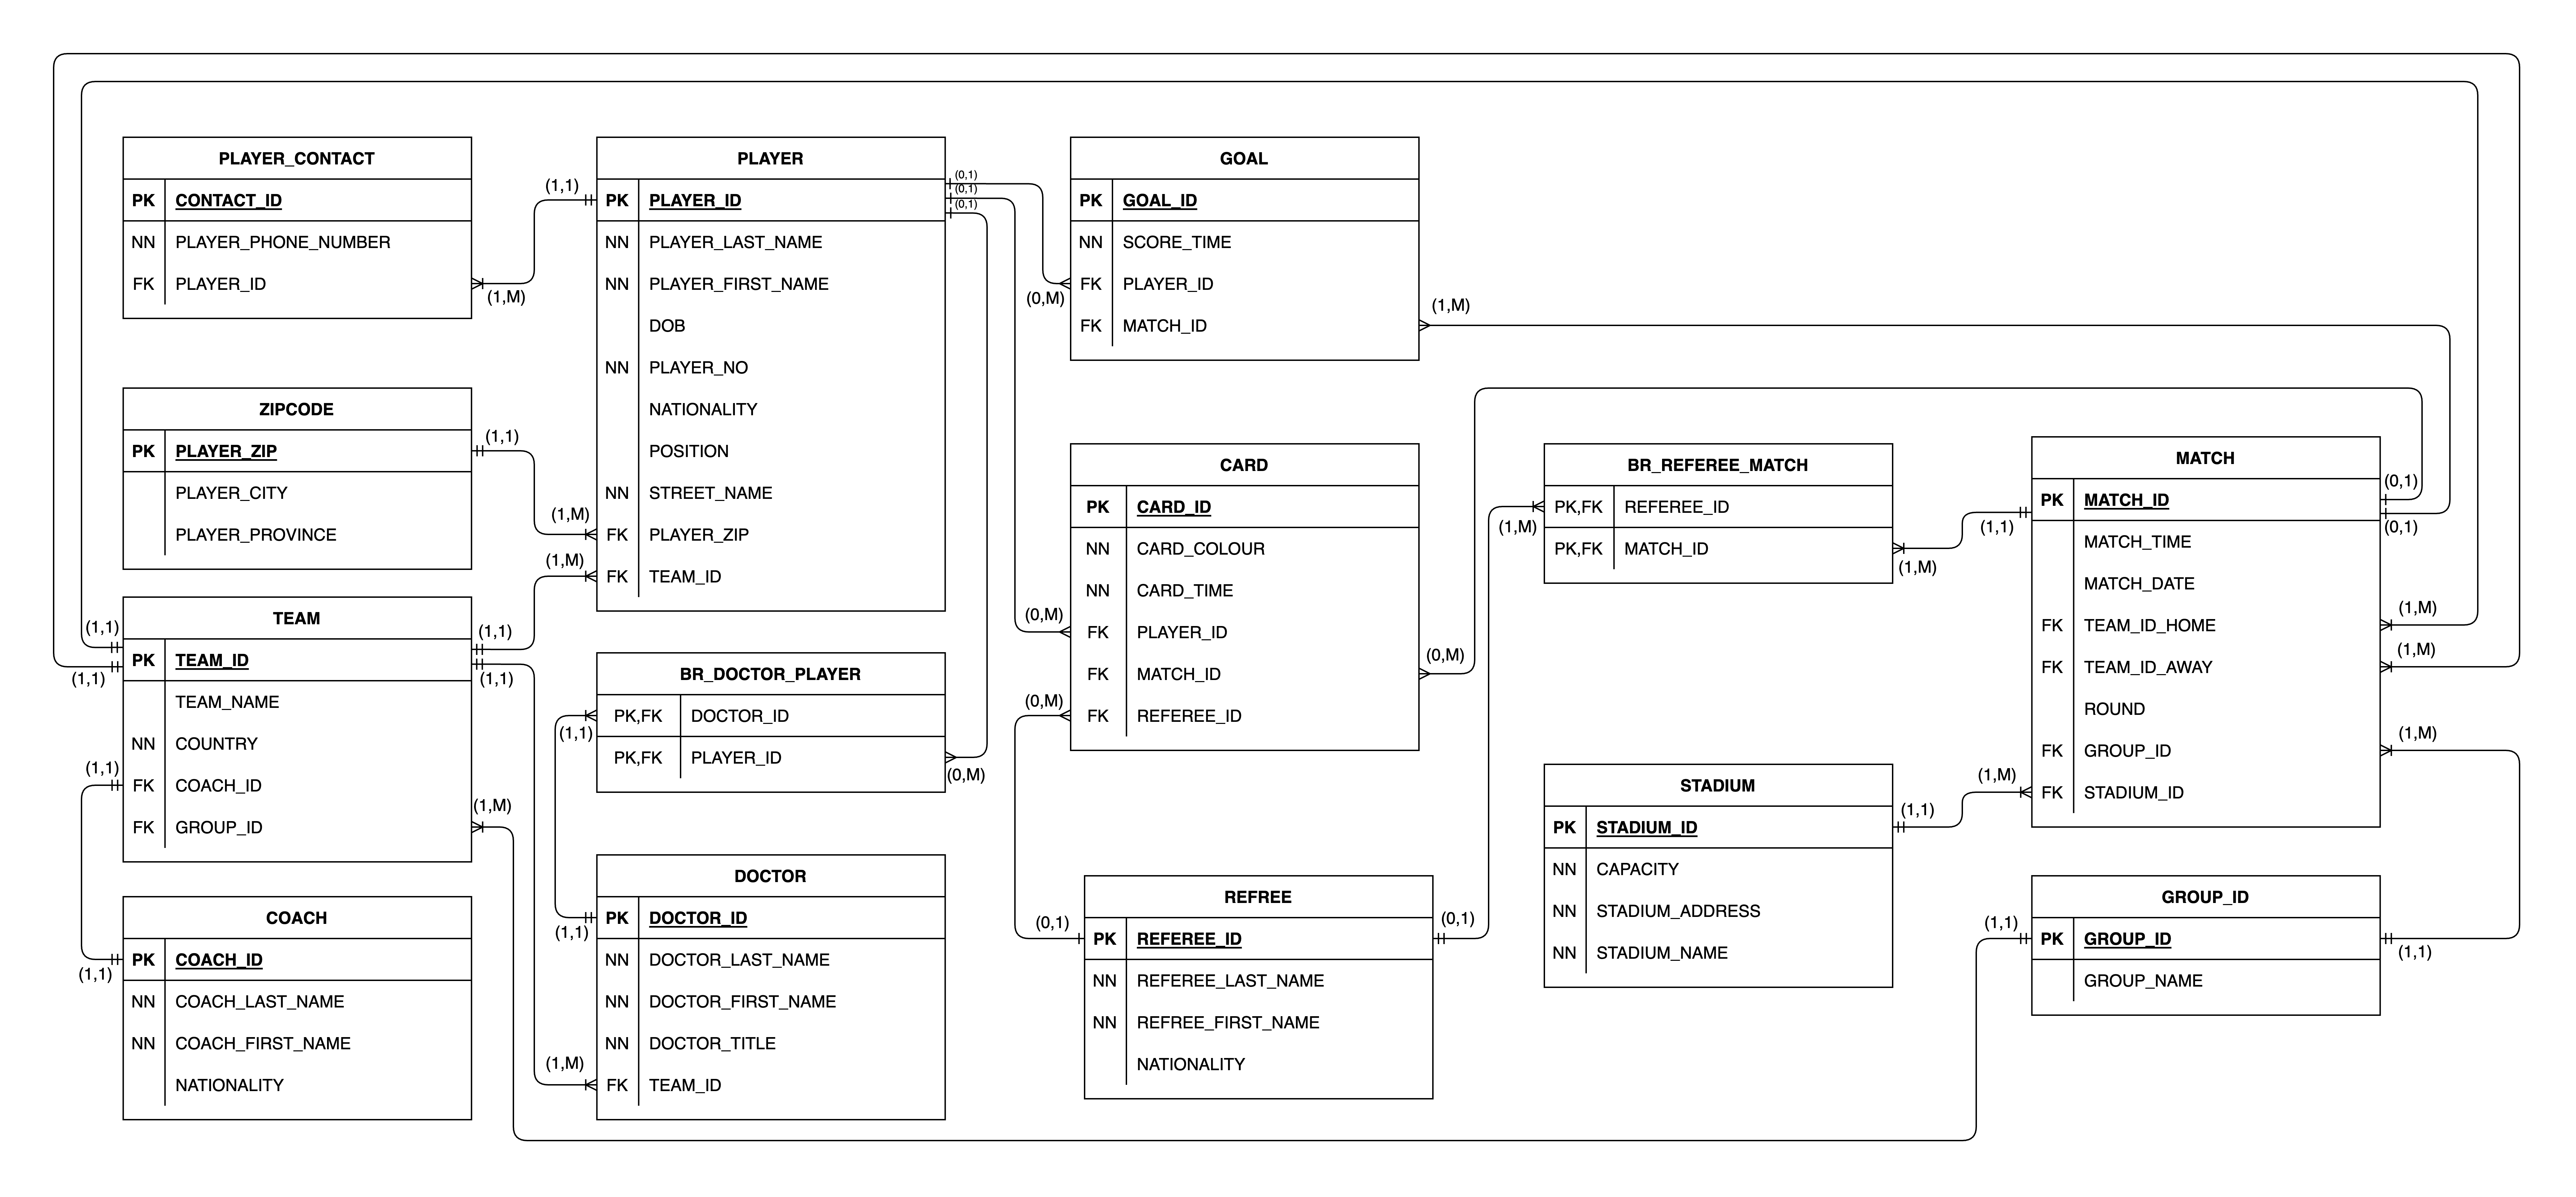 PLAYER_CONTACT
PK CONTACT_ID
NN PLAYER_PHONE_NUMBER
FK PLAYER_ID
(1,1)
(1,M)
PLAYER
PK PLAYER_ID
NN PLAYER_LAST_NAME
NN PLAYER_FIRST_NAME
DOB
NN PLAYER_NO
NATIONALITY
POSITION
NN STREET_NAME
FK PLAYER_ZIP
FK TEAM_ID
(0,1)
(0,1)
(0,1)
GOAL
PK GOAL_ID
NN SCORE_TIME
FK PLAYER_ID
FK MATCH_ID
(0,M)
(1,M)
ZIPCODE
PK PLAYER_ZIP
PLAYER_CITY
PLAYER_PROVINCE
(1,1)
(1,M)
(1,M)
TEAM
PK TEAM_ID
TEAM_NAME
NN COUNTRY
FK COACH_ID
FK GROUP_ID
(1,1)
(1,1)
(1,1)
(1,1)
(1,1)
(1,M)
BR_DOCTOR_PLAYER
PK,FK DOCTOR_ID
PK,FK PLAYER_ID
(1,1)
(0,M)
CARD
PK CARD_ID
NN CARD_COLOUR
NN CARD_TIME
FK PLAYER_ID
FK MATCH_ID
FK REFEREE_ID
(0,M)
(0,M)
(0,M)
BR_REFEREE_MATCH
PK,FK REFEREE_ID
PK,FK MATCH_ID
(1,M)
(1,M)
(1,1)
MATCH
PK MATCH_ID
MATCH_TIME
MATCH_DATE
FK TEAM_ID_HOME
FK TEAM_ID_AWAY
ROUND
FK GROUP_ID
FK STADIUM_ID
(0,1)
(0,1)
(1,M)
(1,M)
(1,M)
(1,M)
STADIUM
PK STADIUM_ID
NN CAPACITY
NN STADIUM_ADDRESS
NN STADIUM_NAME
(1,1)
COACH
PK COACH_ID
NN COACH_LAST_NAME
NN COACH_FIRST_NAME
NATIONALITY
(1,1)
DOCTOR
PK DOCTOR_ID
NN DOCTOR_LAST_NAME
NN DOCTOR_FIRST_NAME
NN DOCTOR_TITLE
FK TEAM_ID
(1,1)
(1,M)
REFREE
PK REFEREE_ID
NN REFEREE_LAST_NAME
NN REFREE_FIRST_NAME
NATIONALITY
(0,1)
(0,1)
GROUP_ID
PK GROUP_ID
GROUP_NAME
(1,1)
(1,1)